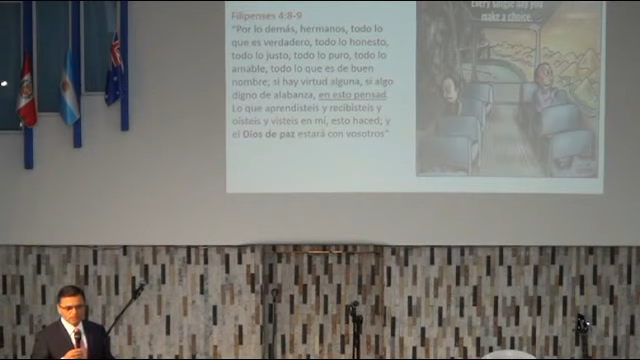 Filipenses 4:8-9
"Por lo demás, hermanos, todo lo
que es verdadero, todo lo honesto,
todo lo justo, todo lo puro, todo lo
amable, todo lo que es de buen
nombre; si hay virtud alguna, si algo
digno de alabanza, en esto pensad.
Lo que aprendisteis y recibisteis y
oísteis y visteis en mí, esto haced; y
el Dios de paz estará con vosotros"
Every single day you
make a choice.